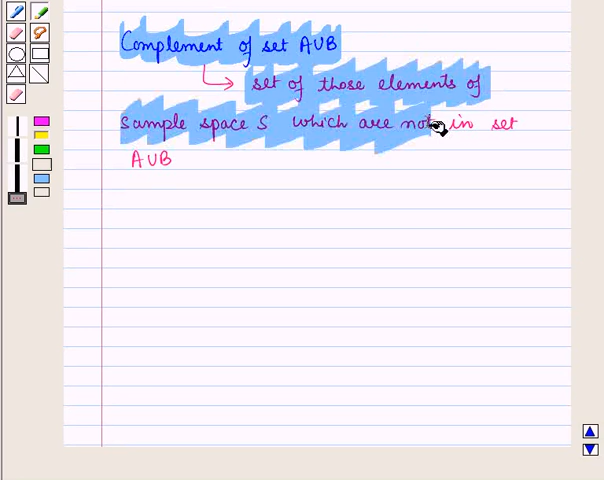 Complement of set AUB
set of those elements of
sample space S which are not in set
AUB